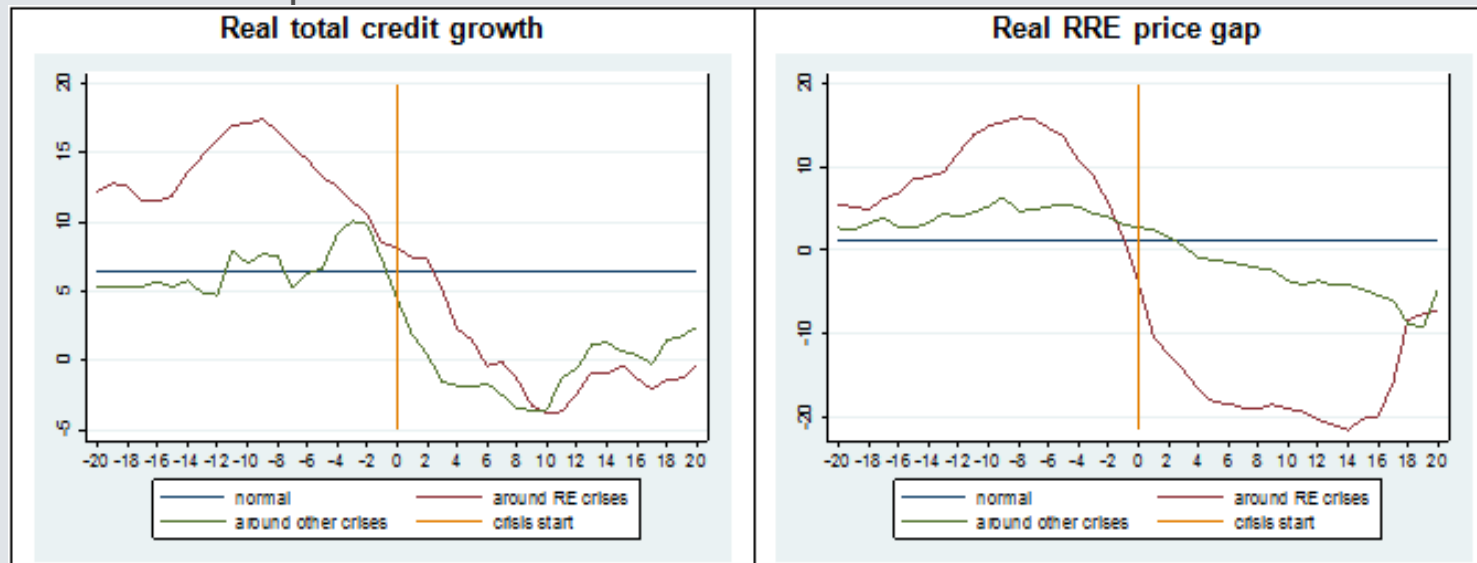 Real total credit growth
20
15
10
5
0
-5
-20 -18 -16 -14 -12 -10 -8 -6 -4 -2 0 2 4 6 8 10 12 14 16 18 20
normal
around RE crises
around other crises
crisis start
Real RRE price gap
20
10
0
-10
-20
-20 -18 -16 -14 -12 -10 -8 -6 -4 -2 0 2 4 6 8 10 12 14 16 18 20
normal
around RE crises
around other crises
crisis start